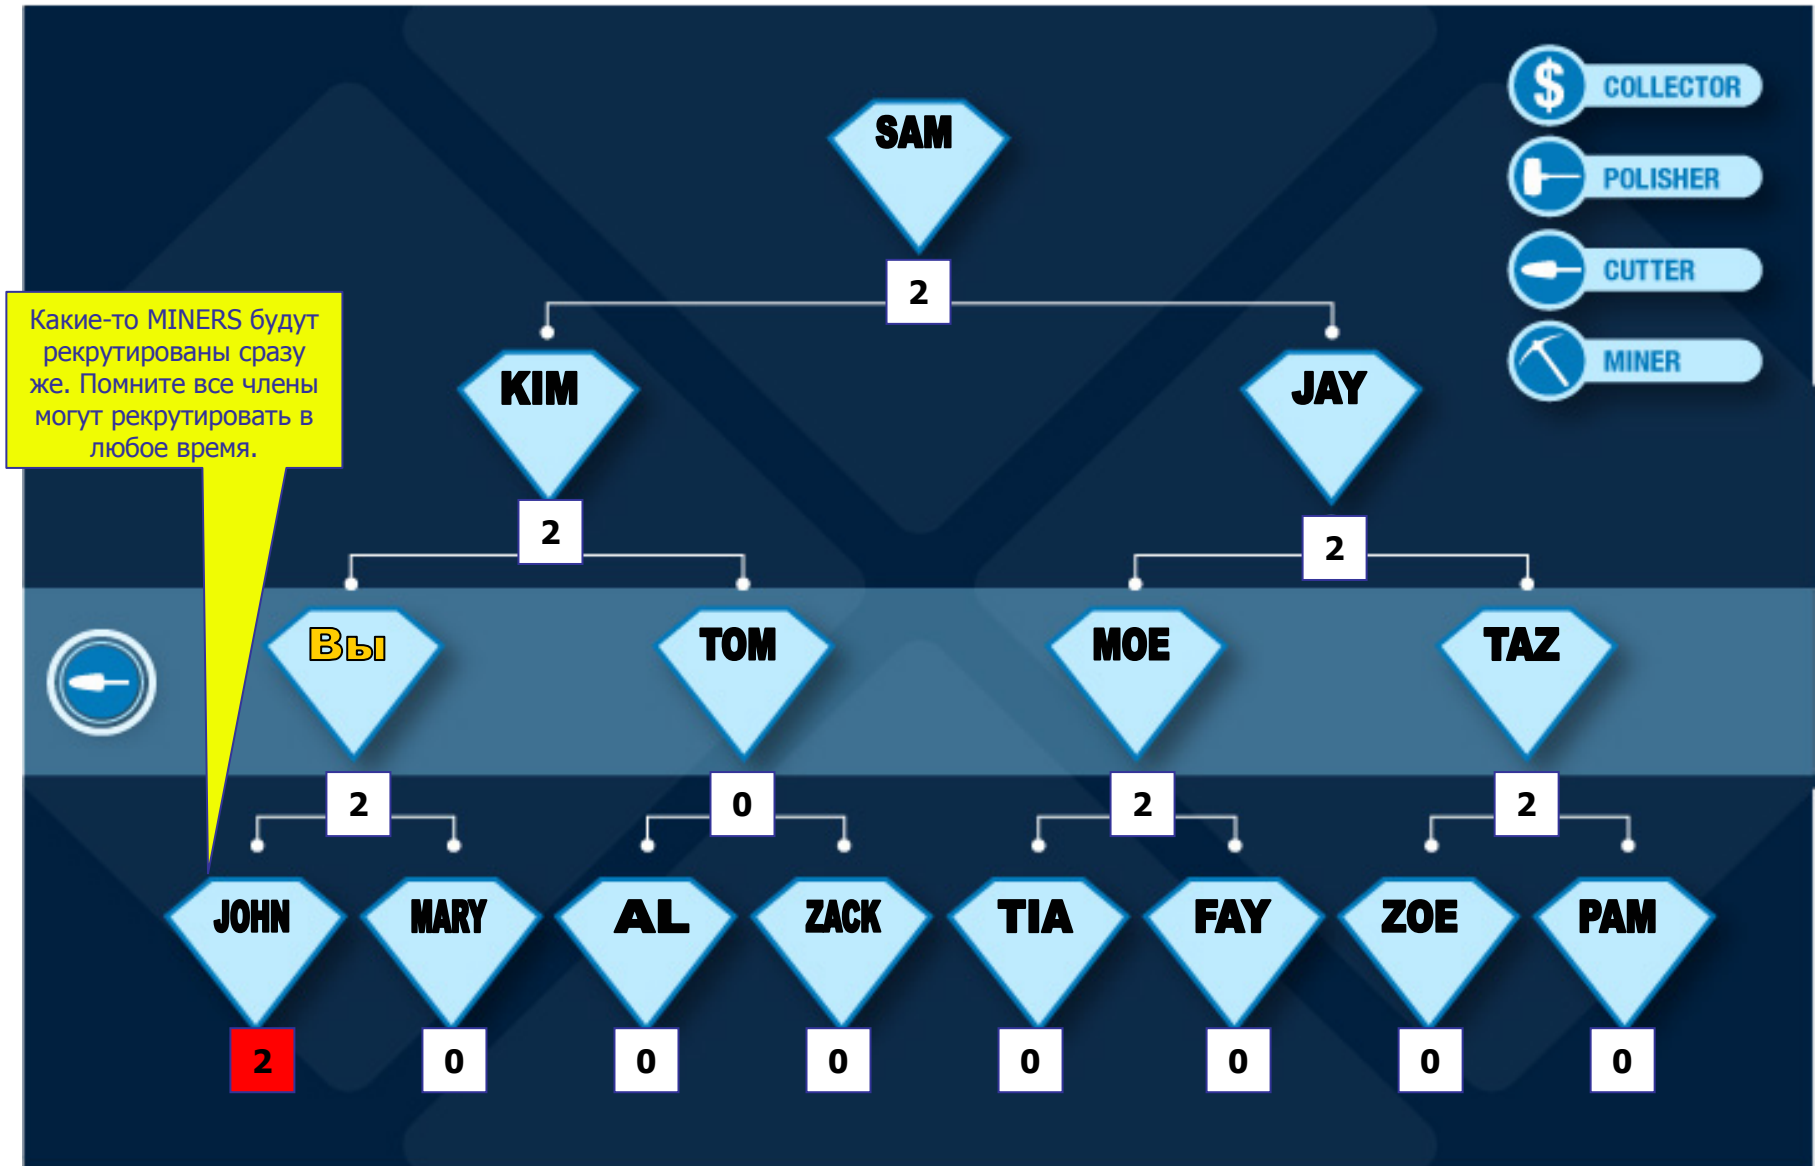 SAM
COLLECTOR
POLISHER
CUTTER
MINER
2
Какие-то MINERS будут
рекрутированы сразу
же. Помните все члены
могут рекрутировать в
любое время.
KIM
JAY
2
2
Вы
TOM
MOE
TAZ
2
0
2
2
JOHN
MARY
AL
ZACK
TIA
FAY
ZOE
PAM
2
0
0
0
0
0
0
0